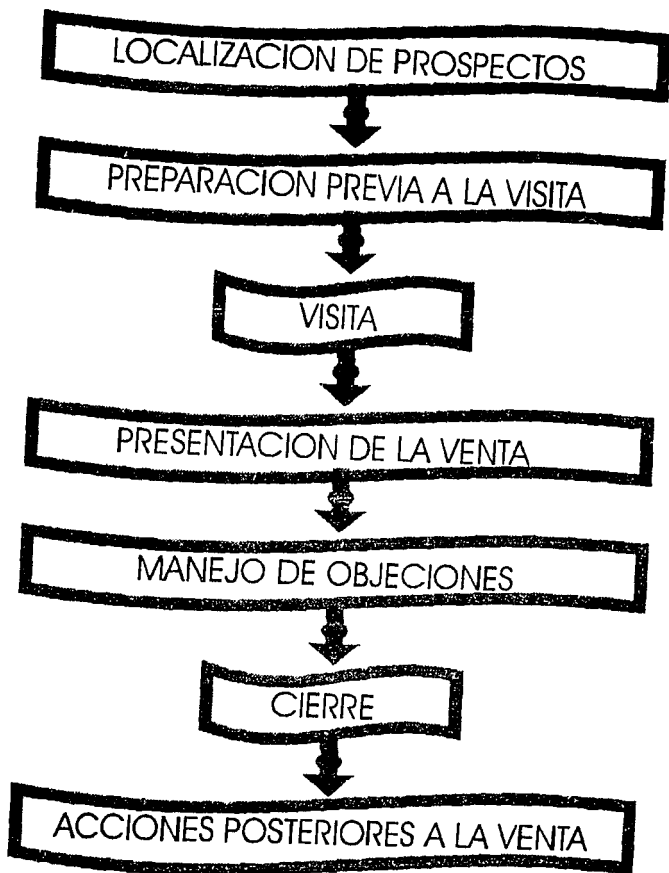 LOCALIZACION DE PROSPECTOS
PREPARACION PREVIA A LA VISITA
VISITA
PRESENTACION DE LA VENTA
MANEJO DE OBJECIONES
CIERRE
ACCIONES POSTERIORES A LA VENTA